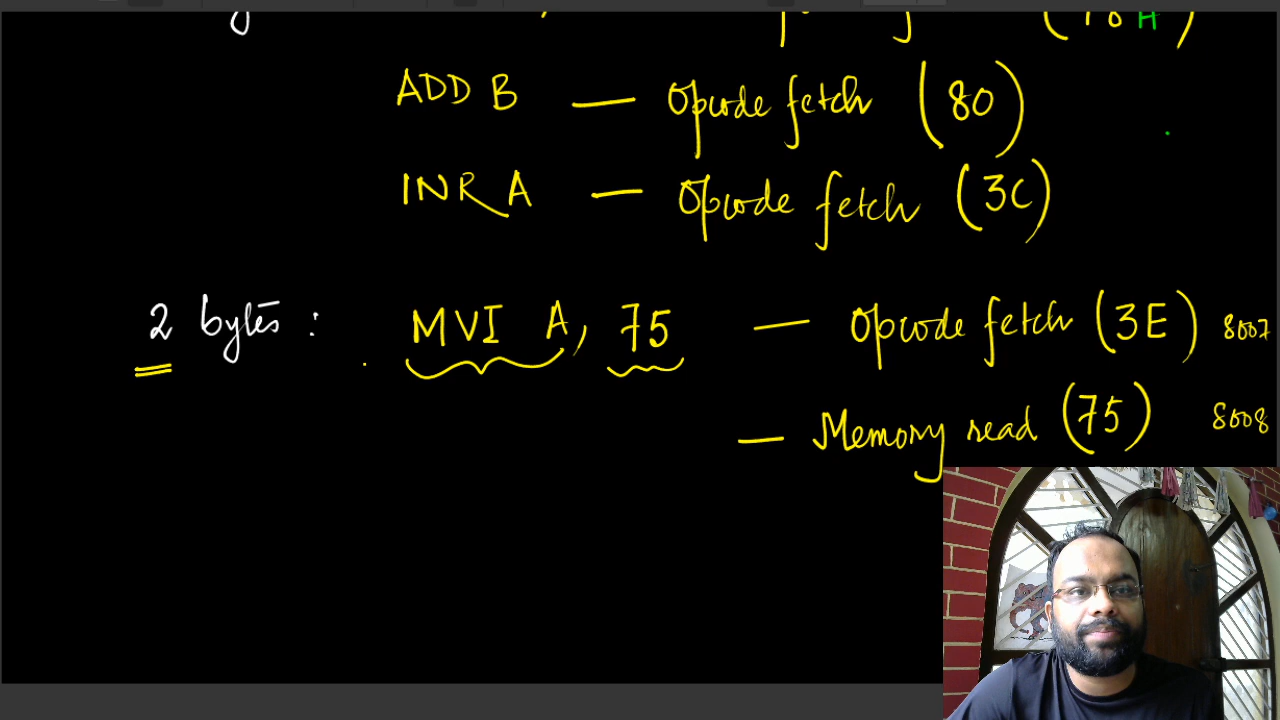 ADD B — Opcode fetch (80)
INR A — Opcode fetch (3C)
2 bytes : MVI A, 75 — Opcode fetch (3E) 8007
— Memory read (75) 8008